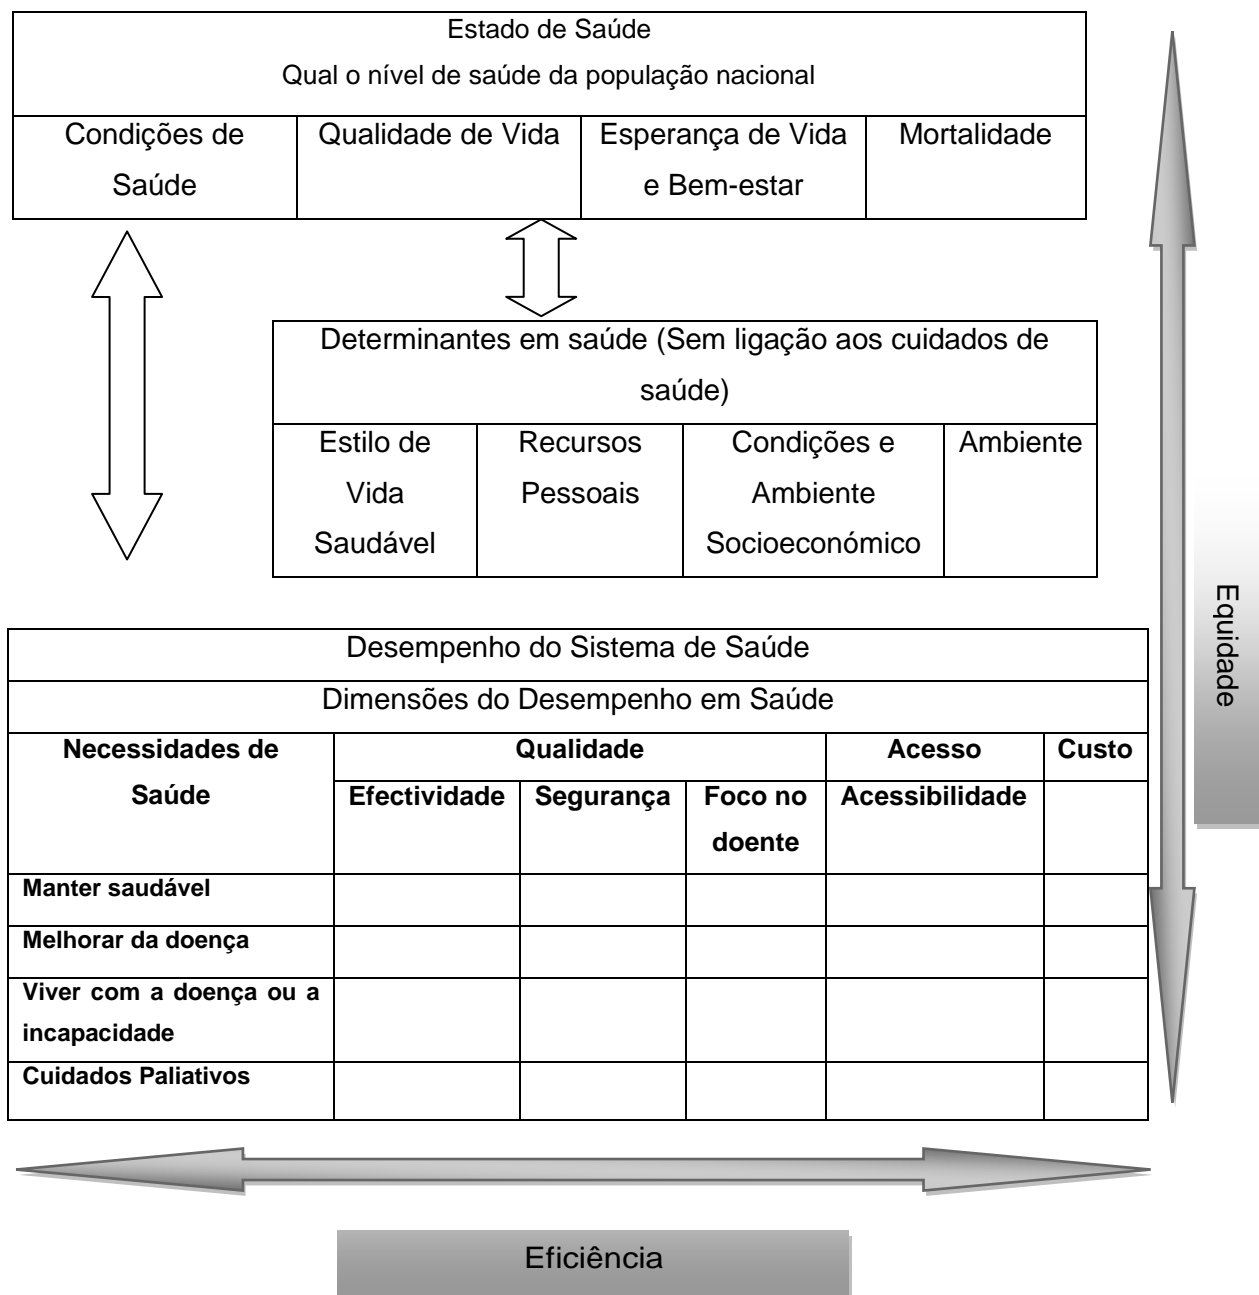 Estado de Saúde
Qual o nível de saúde da população nacional
Condições de Saúde
Qualidade de Vida
Esperança de Vida e Bem-estar
Mortalidade
Determinantes em saúde (Sem ligação aos cuidados de
saúde)
Estilo de
Vida
Saudável
Recursos
Pessoais
Condições e
Ambiente
Socioeconómico
Ambiente
Equidade
Desempenho do Sistema de Saúde
Dimensões do Desempenho em Saúde
Necessidades de
Saúde
Qualidade
Acesso
Custo
Efectividade
Segurança
Foco no
doente
Acessibilidade
Manter saudável
Melhorar da doença
Viver com a doença ou a
incapacidade
Cuidados Paliativos
Eficiência